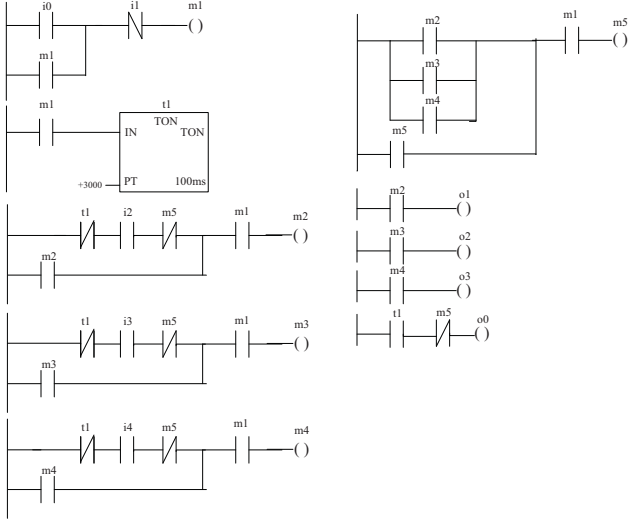 i0 i1 m1
( )
m1
m1 t1
TON
IN TON
+3000 PT 100ms
t1 i2 m5 m1 m2
( )
m2
t1 i3 m5 m1 m3
( )
m3
t1 i4 m5 m1 m4
( )
m4
m2 m1 m5
( )
m3
m4
m5
m2 o1
( )
m3 o2
( )
m4 o3
( )
t1 m5 o0
( )